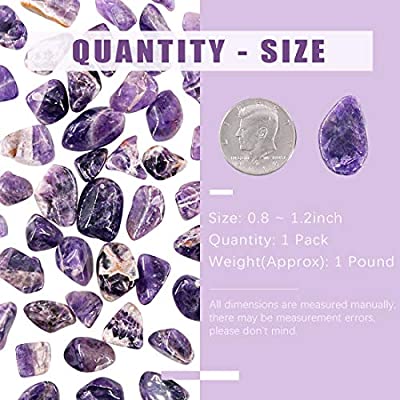 QUANTITY - SIZE
Size: 0.8 ~ 1.2inch
Quantity: 1 Pack
Weight(Approx): 1 Pound
All dimensions are measured manually,
there may be measurement errors,
please don't mind.